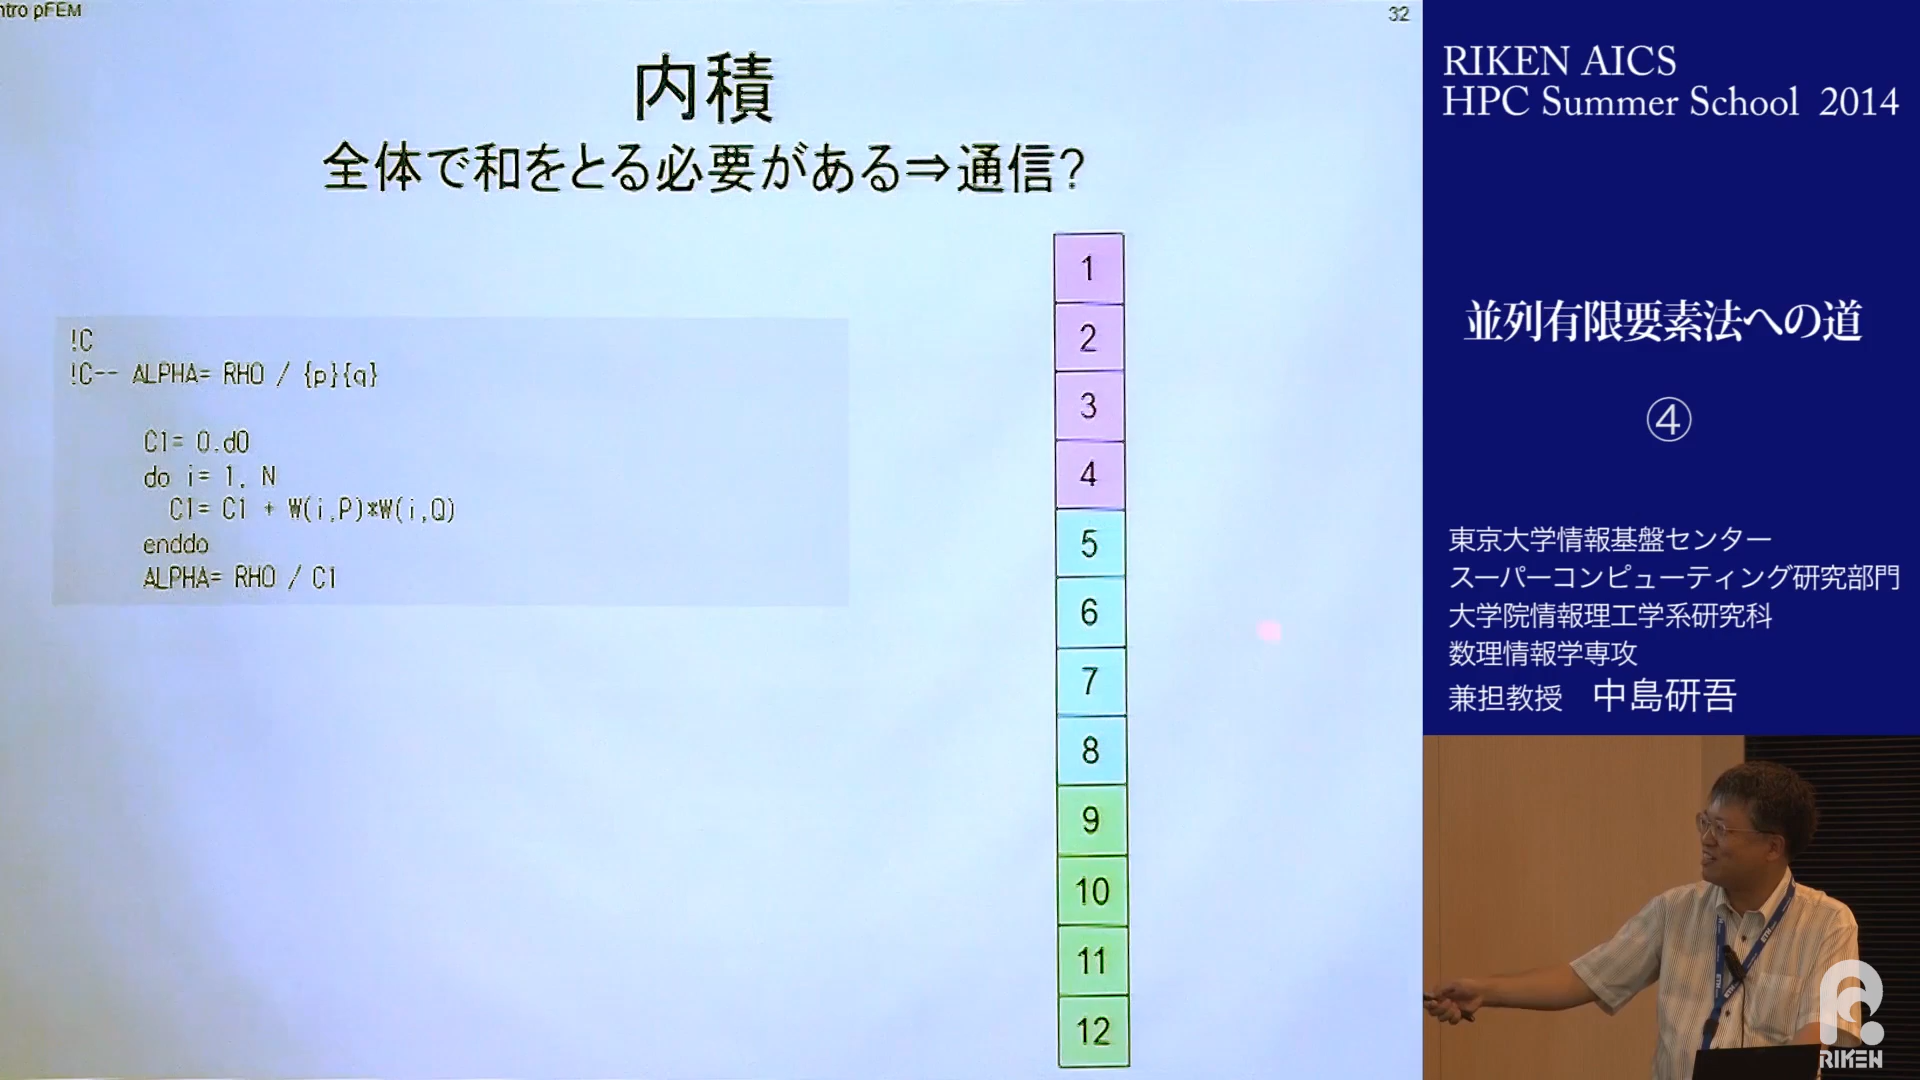 ntro pFEM
32
内積
全体で和をとる必要がある⇒通信?
!C
!C-- ALPHA= RHO / {p}{q}
C1= 0.d0
do i= 1, N
C1= C1 + W(i,P)*W(i,Q)
enddo
ALPHA= RHO / C1
1
2
3
4
5
6
7
8
9
10
11
12
RIKEN AICS
HPC Summer School 2014
並列有限要素法への道
④
東京大学情報基盤センター
スーパーコンピューティング研究部門
大学院情報理工学系研究科
数理情報学専攻
兼担教授 中島研吾
RIKEN